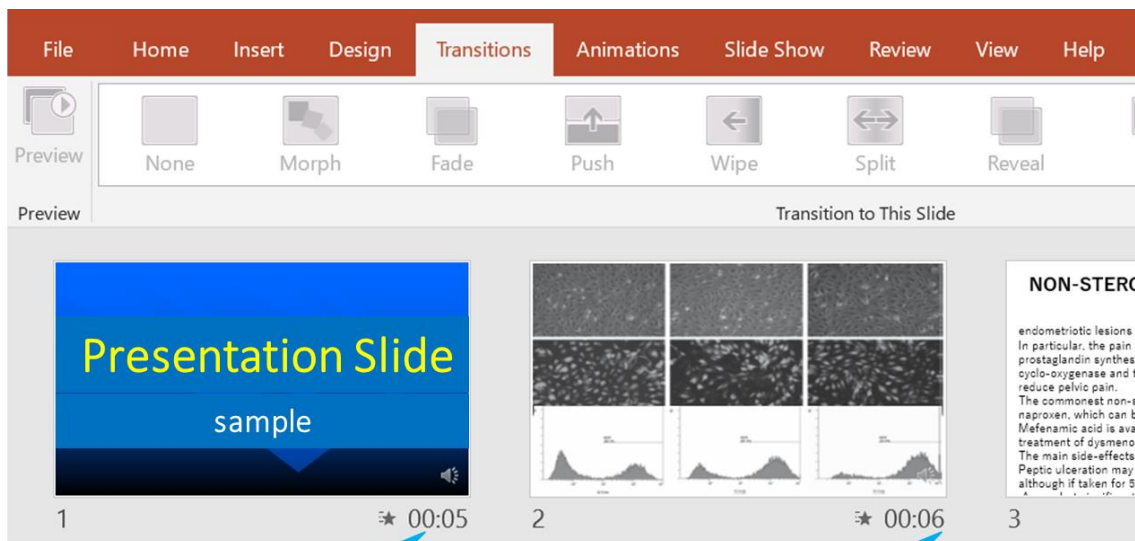 File Home Insert Design Transitions Animations Slide Show Review View Help
Preview None Morph Fade Push Wipe Split Reveal
Preview Transition to This Slide
Presentation Slide
sample
NON-STERO
endometriotic lesions
In particular, the pain
prostaglandin synthes
cyclo-oxygenase and
reduce pelvic pain.
The commonest non-s
naproxen, which can b
Mefenamic acid is ava
treatment of dysmeno
The main side-effects
Peptic ulceration may
although if taken for 5
1 00:05 2 00:06 3